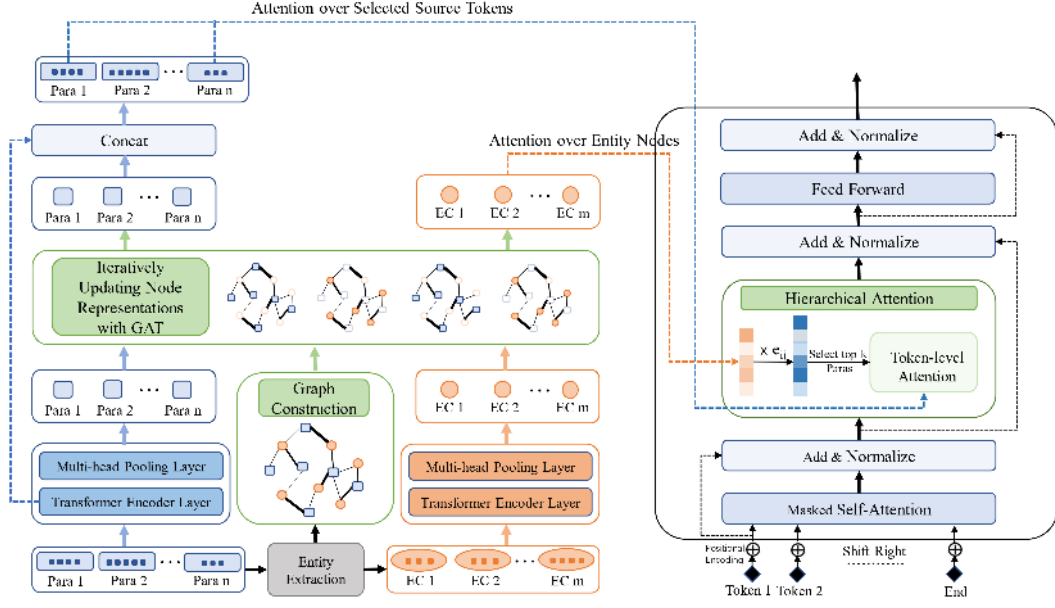 Attention over Selected Source Tokens
Para 1 Para 2 ··· Para n
Concat
Para 1 Para 2 ··· Para n
Attention over Entity Nodes
EC 1 EC 2 ··· EC m
Iteratively
Updating Node
Representations
with GAT
Para 1 Para 2 ··· Para n
Graph
Construction
EC 1 EC 2 ··· EC m
Multi-head Pooling Layer
Transformer Encoder Layer
Multi-head Pooling Layer
Transformer Encoder Layer
Para 1 Para 2 ··· Para n
Entity
Extraction
EC 1 EC 2 ··· EC m
Add & Normalize
Feed Forward
Add & Normalize
Hierarchical Attention
× e_ij
Select top k
Paras
Token-level
Attention
Add & Normalize
Masked Self-Attention
Positional
Encoding
Shift Right
Token 1 Token 2 End